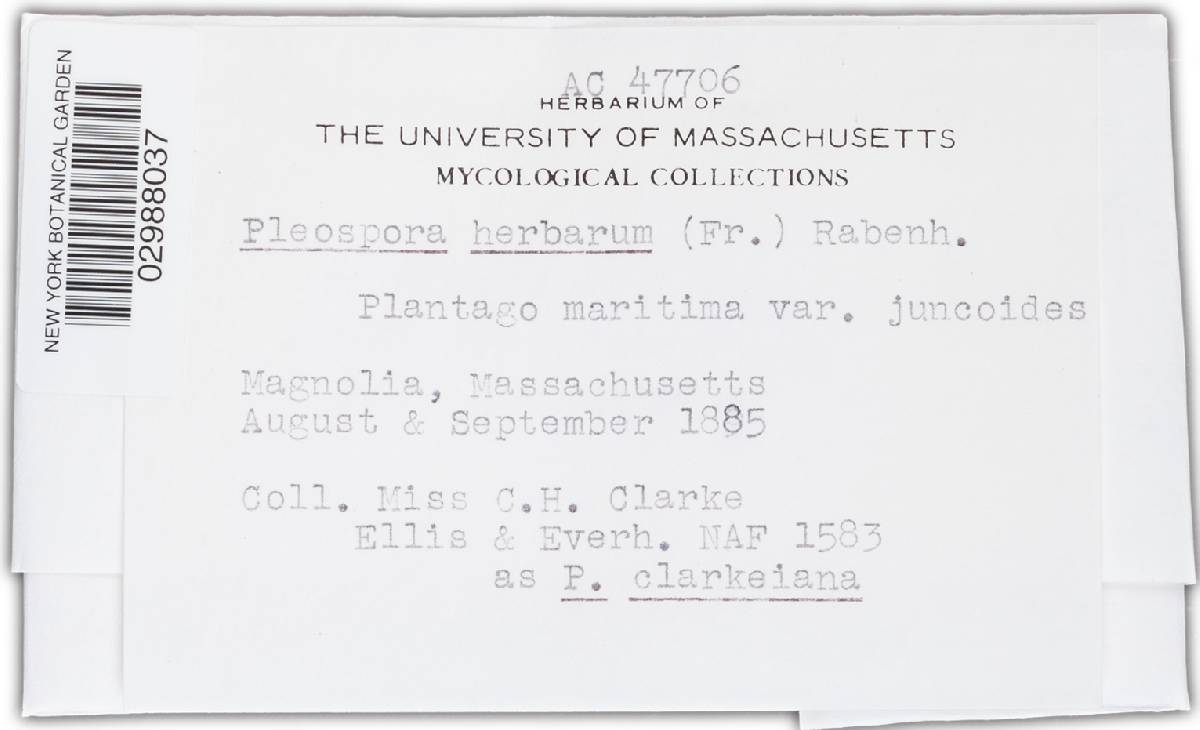 NEW YORK BOTANICAL GARDEN
02988037
AC 47706
HERBARIUM OF
THE UNIVERSITY OF MASSACHUSETTS
MYCOLOGICAL COLLECTIONS
Pleospora herbarum (Fr.) Rabenh.
Plantago maritima var. juncoides
Magnolia, Massachusetts
August & September 1885
Coll. Miss C.H. Clarke
Ellis & Everh. NAF 1583
as P. clarkeiana